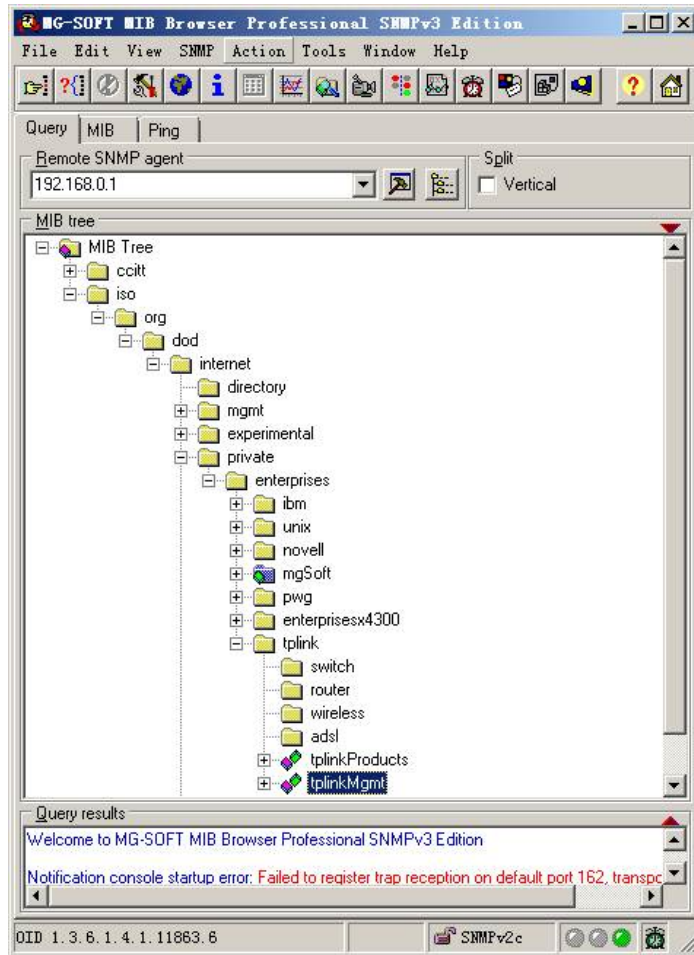 MG-SOFT MIB Browser Professional SNMPv3 Edition
File Edit View SNMP Action Tools Window Help
Query MIB Ping
Remote SNMP agent
Split
192.168.0.1
Vertical
MIB tree
MIB Tree
ccitt
iso
org
dod
internet
directory
mgmt
experimental
private
enterprises
ibm
unix
novell
mgSoft
pwg
enterprisesx4300
tplink
switch
router
wireless
adsl
tplinkProducts
tplinkMgmt
Query results
Welcome to MG-SOFT MIB Browser Professional SNMPv3 Edition
Notification console startup error: Failed to register trap reception on default port 162, transpo
OID 1.3.6.1.4.1.11863.6
SNMPv2c